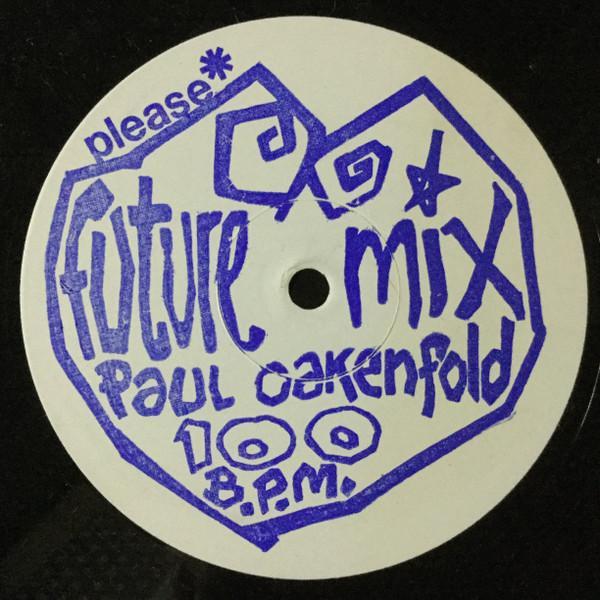 please*
future mix
Paul Oakenfold
100
B.P.M.